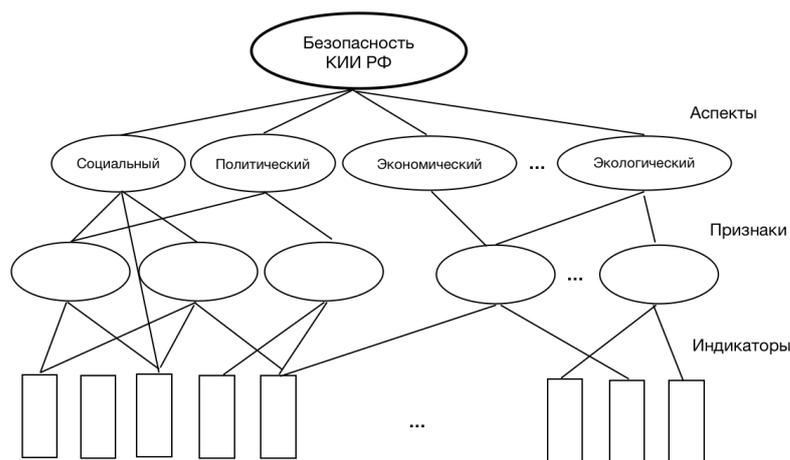 Безопасность
КИИ РФ
Аспекты
Социальный
Политический
Экономический
...
Экологический
Признаки
...
Индикаторы
...